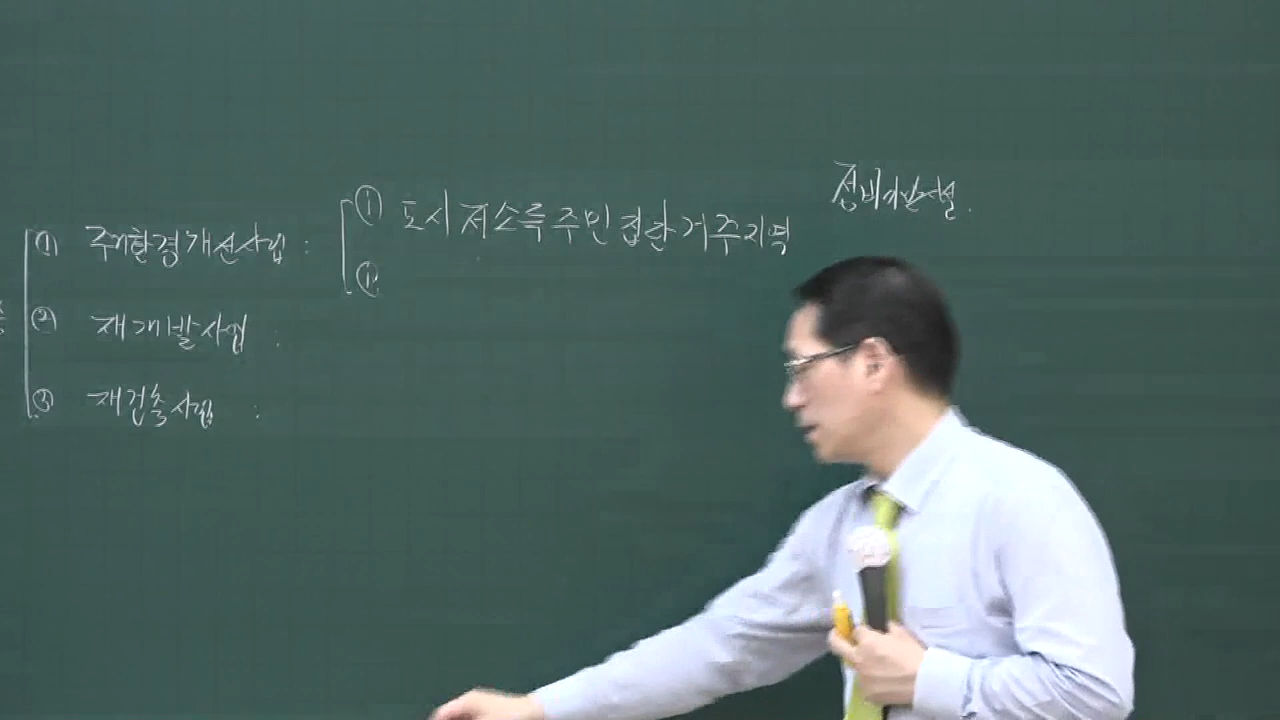 ① 주거환경개선사업 :
① 도시저소득주민집단거주지역
①
정비기반시설.
② 재개발사업 :
③ 재건축사업 :